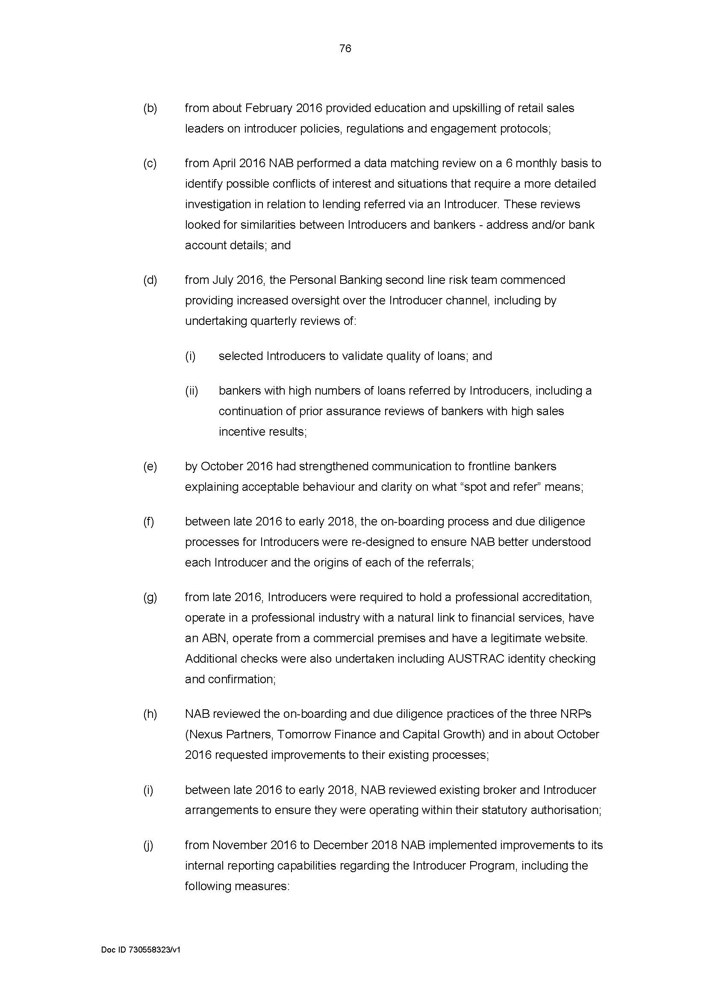 76
(b) from about February 2016 provided education and upskilling of retail sales
leaders on introducer policies, regulations and engagement protocols;
(c) from April 2016 NAB performed a data matching review on a 6 monthly basis to
identify possible conflicts of interest and situations that require a more detailed
investigation in relation to lending referred via an Introducer. These reviews
looked for similarities between Introducers and bankers - address and/or bank
account details; and
(d) from July 2016, the Personal Banking second line risk team commenced
providing increased oversight over the Introducer channel, including by
undertaking quarterly reviews of:
(i) selected Introducers to validate quality of loans; and
(ii) bankers with high numbers of loans referred by Introducers, including a
continuation of prior assurance reviews of bankers with high sales
incentive results;
(e) by October 2016 had strengthened communication to frontline bankers
explaining acceptable behaviour and clarity on what “spot and refer” means;
(f) between late 2016 to early 2018, the on-boarding process and due diligence
processes for Introducers were re-designed to ensure NAB better understood
each Introducer and the origins of each of the referrals;
(g) from late 2016, Introducers were required to hold a professional accreditation,
operate in a professional industry with a natural link to financial services, have
an ABN, operate from a commercial premises and have a legitimate website.
Additional checks were also undertaken including AUSTRAC identity checking
and confirmation;
(h) NAB reviewed the on-boarding and due diligence practices of the three NRPs
(Nexus Partners, Tomorrow Finance and Capital Growth) and in about October
2016 requested improvements to their existing processes;
(i) between late 2016 to early 2018, NAB reviewed existing broker and Introducer
arrangements to ensure they were operating within their statutory authorisation;
(j) from November 2016 to December 2018 NAB implemented improvements to its
internal reporting capabilities regarding the Introducer Program, including the
following measures:
Doc ID 730558323/v1